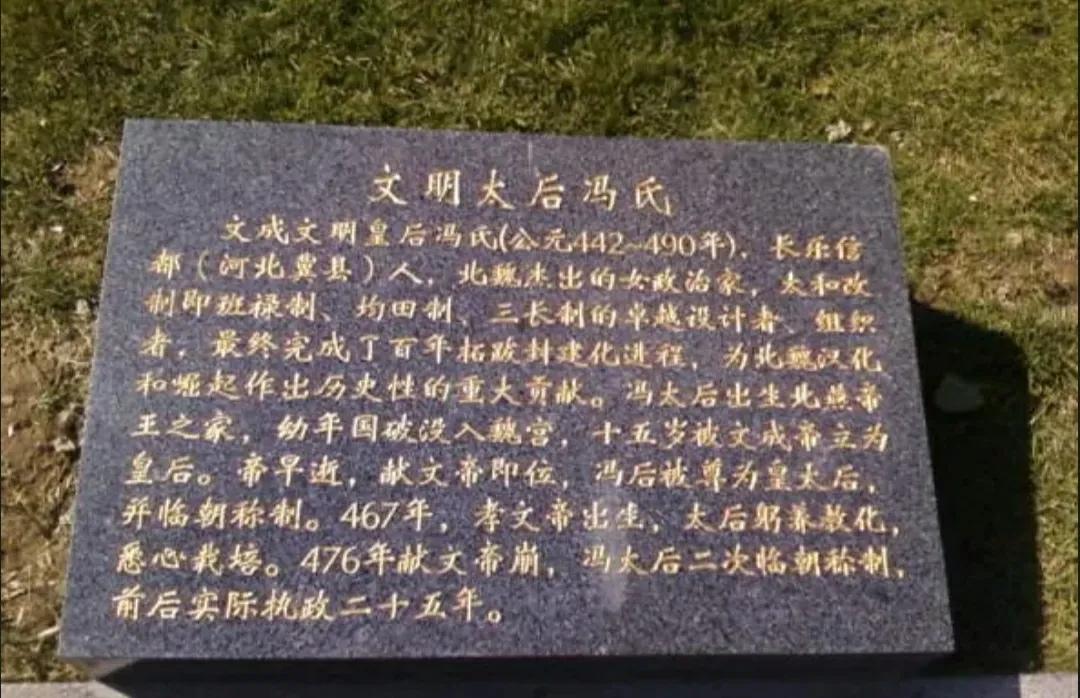 文明太后冯氏
文成文明皇后冯氏(公元442~490年)，长乐信
都（河北冀县）人，北魏杰出的女政治家，太和改
制即班禄制、均田制、三长制的卓越设计者、组织
者，最终完成了百年拓跋封建化进程，为北魏汉化
和崛起作出历史性的重大贡献。冯太后出生北燕帝
王之家，幼年国破没入魏宫，十五岁被文成帝立为
皇后。帝早逝，献文帝即位，冯后被尊为皇太后，
并临朝称制。467年，孝文帝出生，太后躬养教化，
悉心栽培。476年献文帝崩，冯太后二次临朝称制，
前后实际执政二十五年。